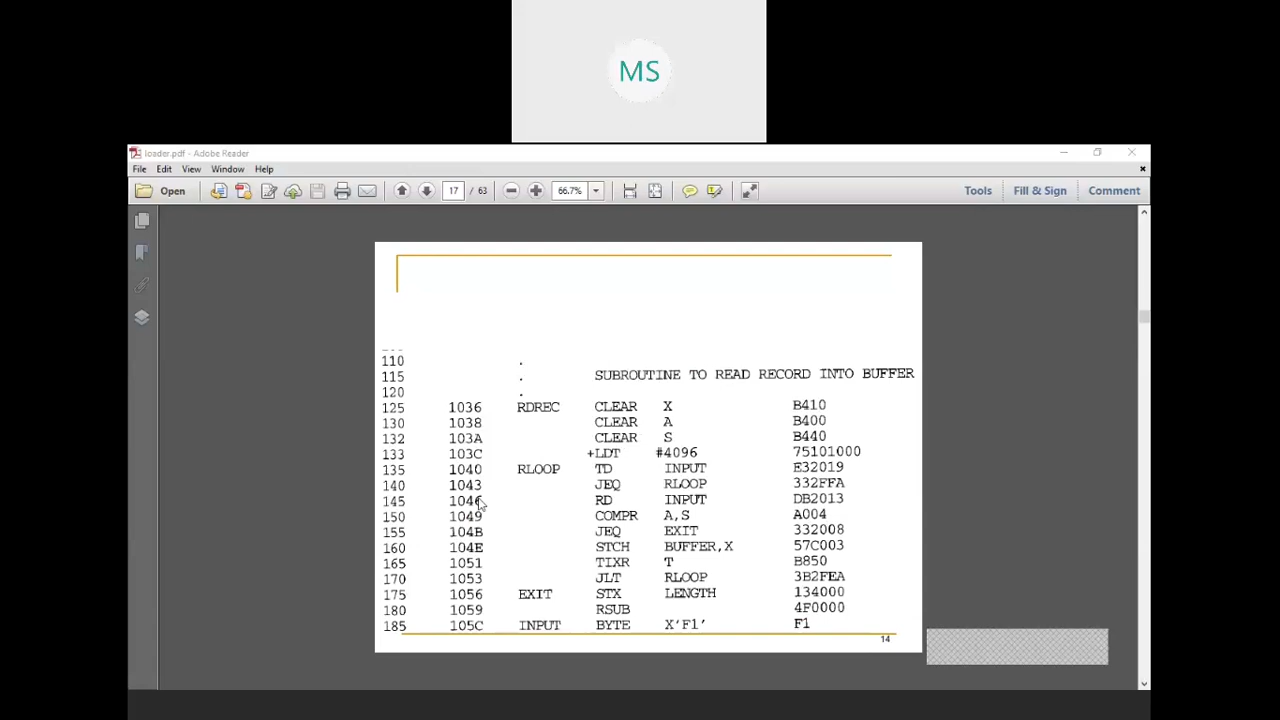 MS
loader.pdf - Adobe Reader
File Edit View Window Help
Open 17 / 63 66.7% Tools Fill & Sign Comment
110 .
115 . SUBROUTINE TO READ RECORD INTO BUFFER
120 .
125 1036 RDREC CLEAR X B410
130 1038 CLEAR A B400
132 103A CLEAR S B440
133 103C +LDT #4096 75101000
135 1040 RLOOP TD INPUT E32019
140 1043 JEQ RLOOP 332FFA
145 1046 RD INPUT DB2013
150 1049 COMPR A,S A004
155 104B JEQ EXIT 332008
160 104E STCH BUFFER,X 57C003
165 1051 TIXR T B850
170 1053 JLT RLOOP 3B2FEA
175 1056 EXIT STX LENGTH 134000
180 1059 RSUB 4F0000
185 105C INPUT BYTE X'F1' F1
14